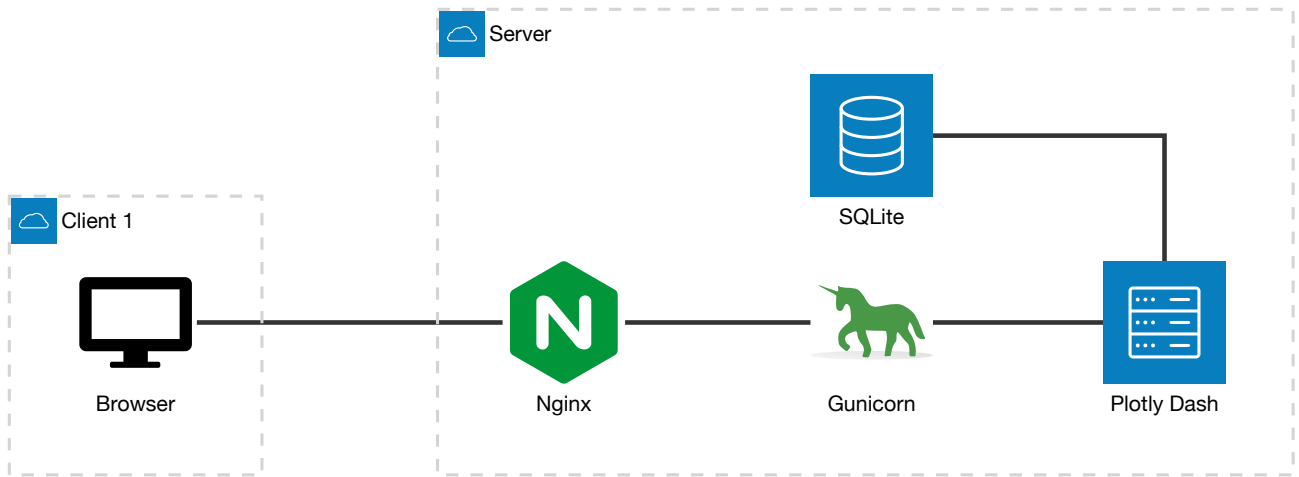 Server
SQLite
Client 1
N
Browser
Nginx
Gunicorn
Plotly Dash